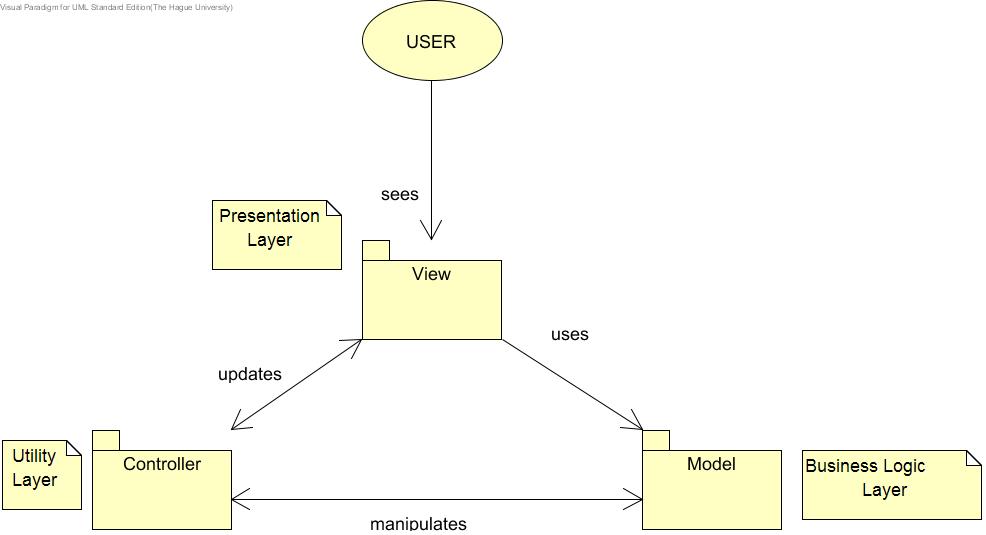 Visual Paradigm for UML Standard Edition(The Hague University)
USER
sees
Presentation
Layer
View
uses
updates
Utility
Layer
Controller
Model
Business Logic
Layer
manipulates